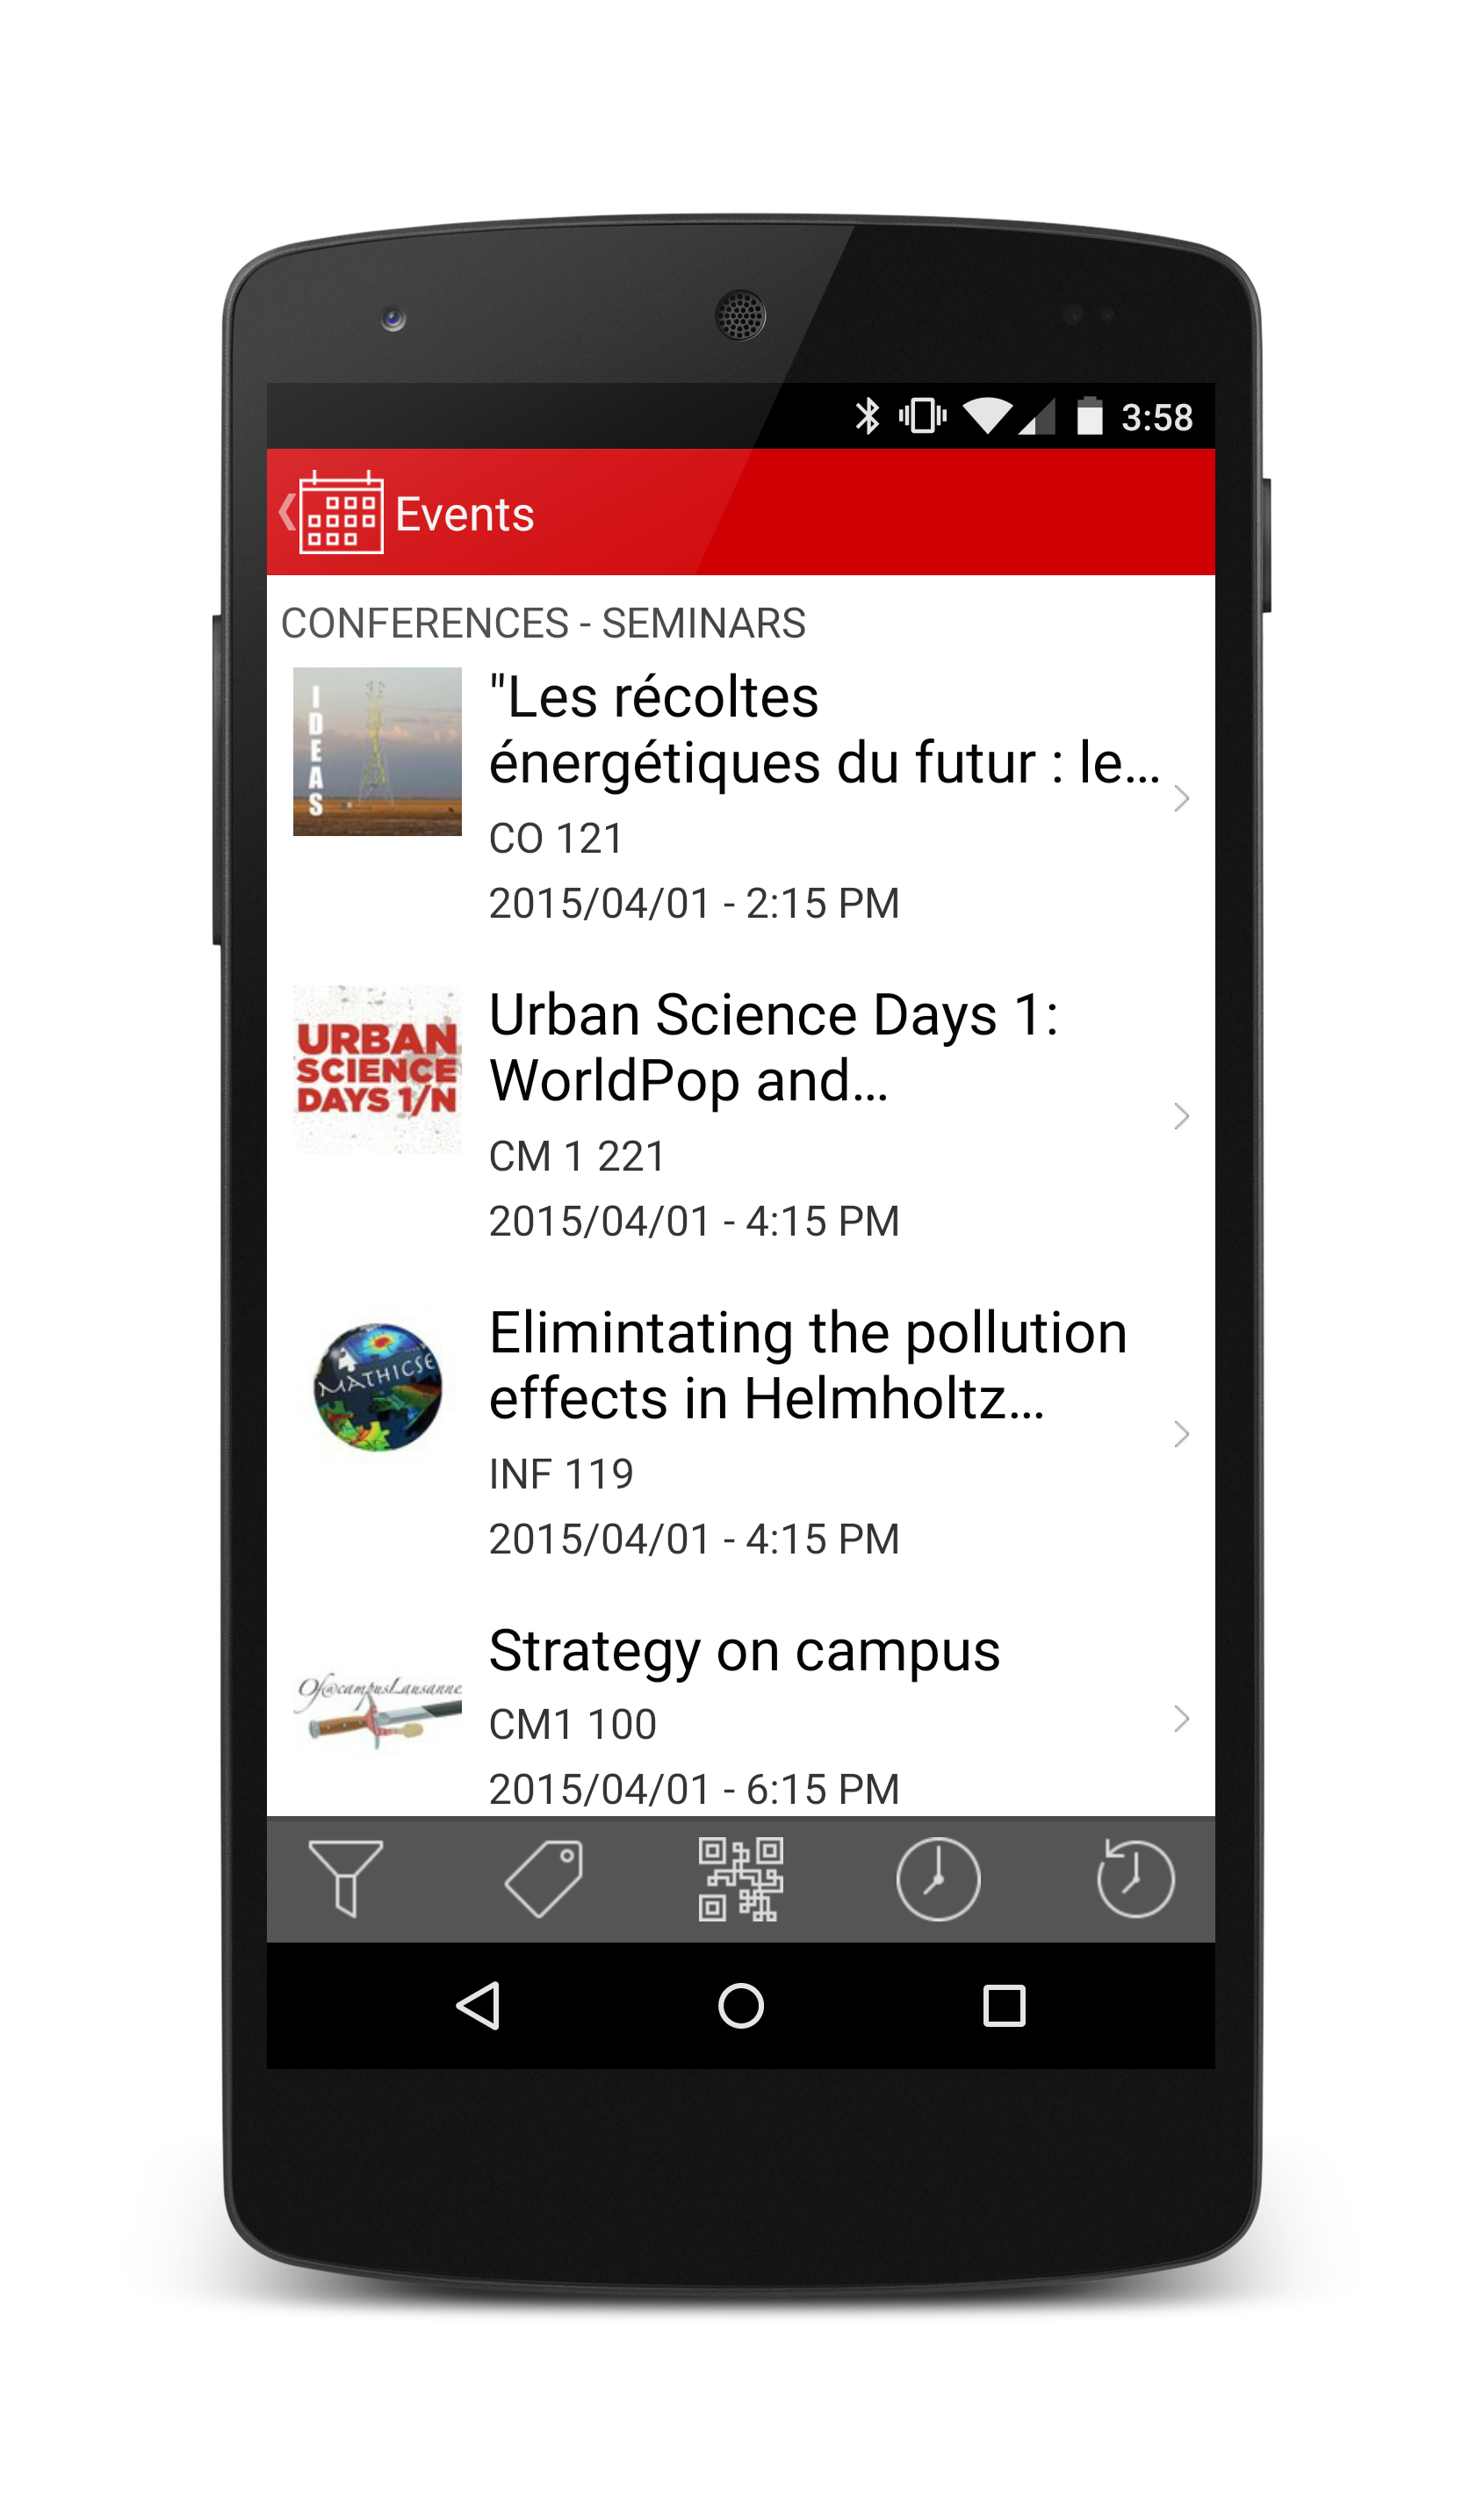 3:58
Events
CONFERENCES - SEMINARS
IDEAS
"Les récoltes
énergétiques du futur : le...
CO 121
2015/04/01 - 2:15 PM
URBAN
SCIENCE
DAYS 1/N
Urban Science Days 1:
WorldPop and...
CM 1 221
2015/04/01 - 4:15 PM
MATHICSE
Elimintating the pollution
effects in Helmholtz...
INF 119
2015/04/01 - 4:15 PM
Of@campusLausanne
Strategy on campus
CM1 100
2015/04/01 - 6:15 PM